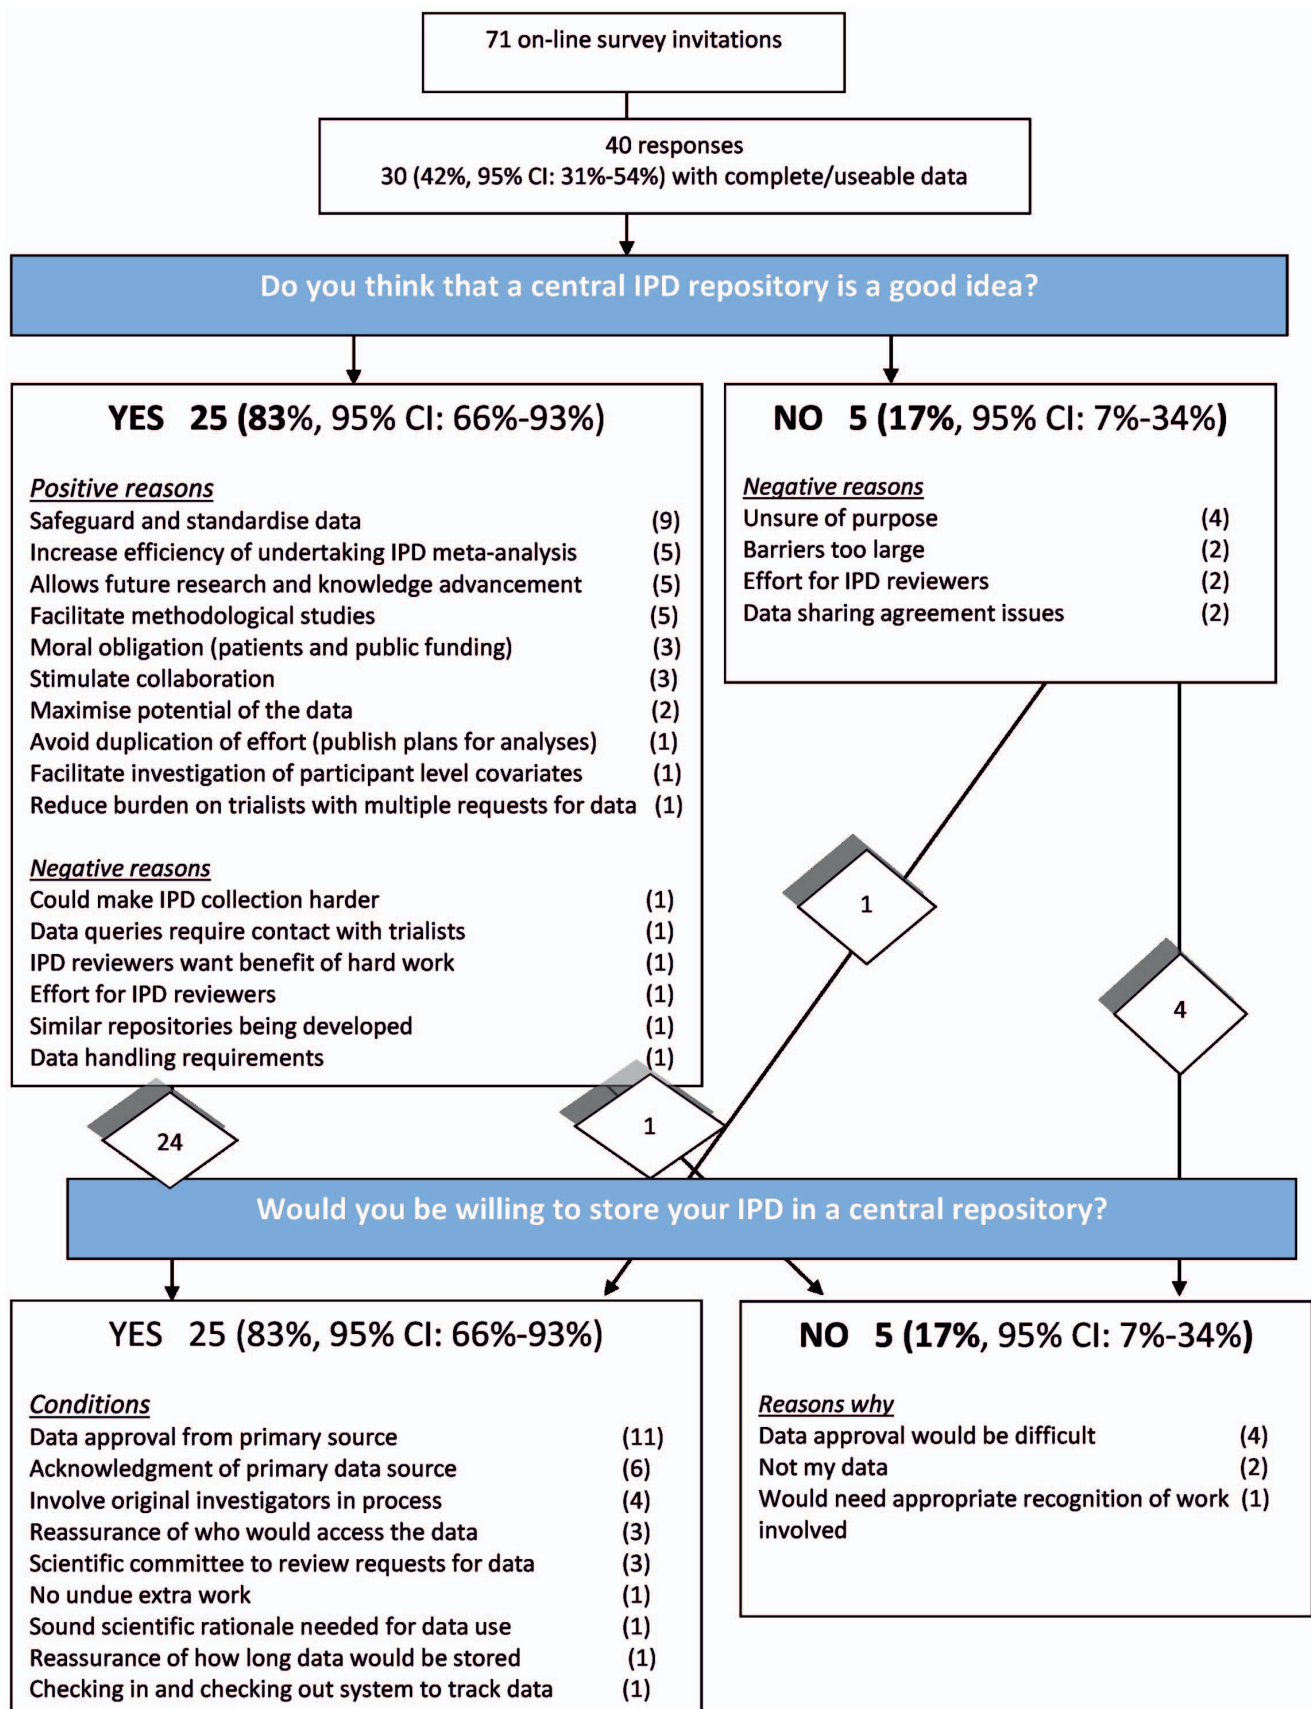 71 on-line survey invitations
40 responses
30 (42%, 95% CI: 31%-54%) with complete/useable data
Do you think that a central IPD repository is a good idea?
YES 25 (83%, 95% CI: 66%-93%)
Positive reasons
Safeguard and standardise data (9)
Increase efficiency of undertaking IPD meta-analysis (5)
Allows future research and knowledge advancement (5)
Facilitate methodological studies (5)
Moral obligation (patients and public funding) (3)
Stimulate collaboration (3)
Maximise potential of the data (2)
Avoid duplication of effort (publish plans for analyses) (1)
Facilitate investigation of participant level covariates (1)
Reduce burden on trialists with multiple requests for data (1)
Negative reasons
Could make IPD collection harder (1)
Data queries require contact with trialists (1)
IPD reviewers want benefit of hard work (1)
Effort for IPD reviewers (1)
Similar repositories being developed (1)
Data handling requirements (1)
NO 5 (17%, 95% CI: 7%-34%)
Negative reasons
Unsure of purpose (4)
Barriers too large (2)
Effort for IPD reviewers (2)
Data sharing agreement issues (2)
1
4
24
1
Would you be willing to store your IPD in a central repository?
YES 25 (83%, 95% CI: 66%-93%)
Conditions
Data approval from primary source (11)
Acknowledgment of primary data source (6)
Involve original investigators in process (4)
Reassurance of who would access the data (3)
Scientific committee to review requests for data (3)
No undue extra work (1)
Sound scientific rationale needed for data use (1)
Reassurance of how long data would be stored (1)
Checking in and checking out system to track data (1)
NO 5 (17%, 95% CI: 7%-34%)
Reasons why
Data approval would be difficult (4)
Not my data (2)
Would need appropriate recognition of work (1)
involved